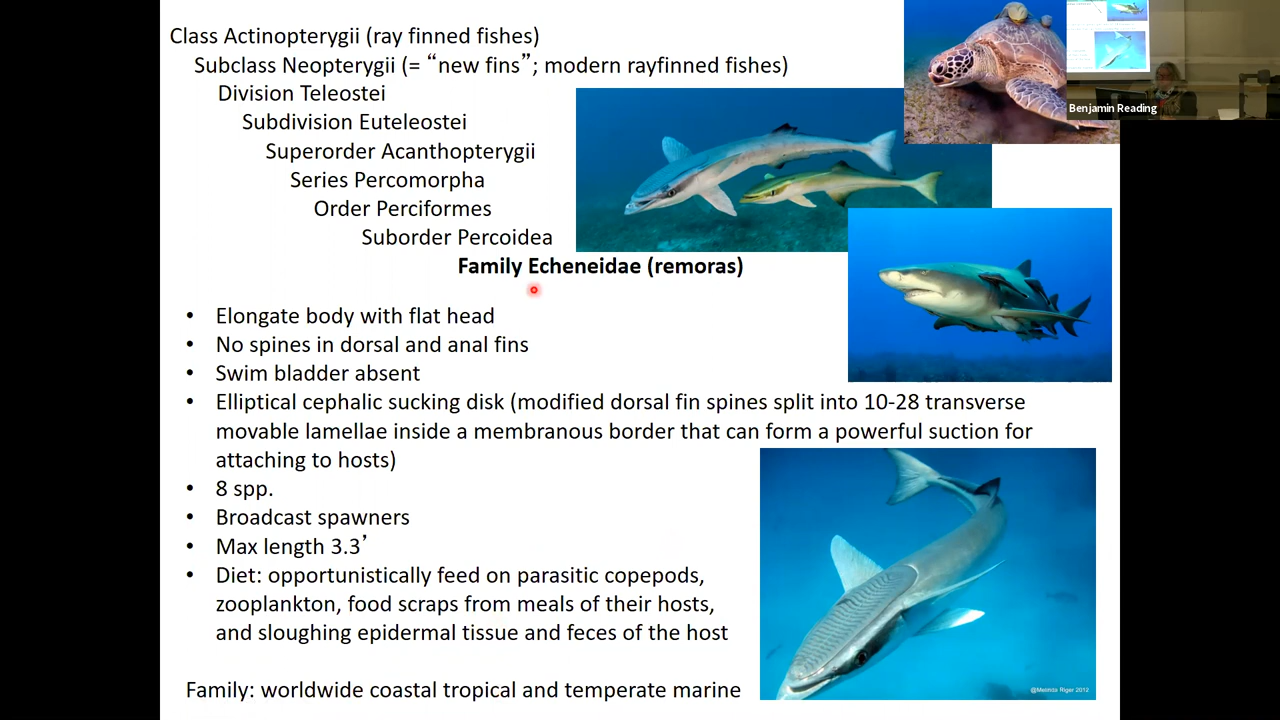 Class Actinopterygii (ray finned fishes)
Subclass Neopterygii (= “new fins”; modern rayfinned fishes)
Division Teleostei
Subdivision Euteleostei
Superorder Acanthopterygii
Series Percomorpha
Order Perciformes
Suborder Percoidea
Family Echeneidae (remoras)
Benjamin Reading
• Elongate body with flat head
• No spines in dorsal and anal fins
• Swim bladder absent
• Elliptical cephalic sucking disk (modified dorsal fin spines split into 10-28 transverse
movable lamellae inside a membranous border that can form a powerful suction for
attaching to hosts)
• 8 spp.
• Broadcast spawners
• Max length 3.3’
• Diet: opportunistically feed on parasitic copepods,
zooplankton, food scraps from meals of their hosts,
and sloughing epidermal tissue and feces of the host
Family: worldwide coastal tropical and temperate marine
2012